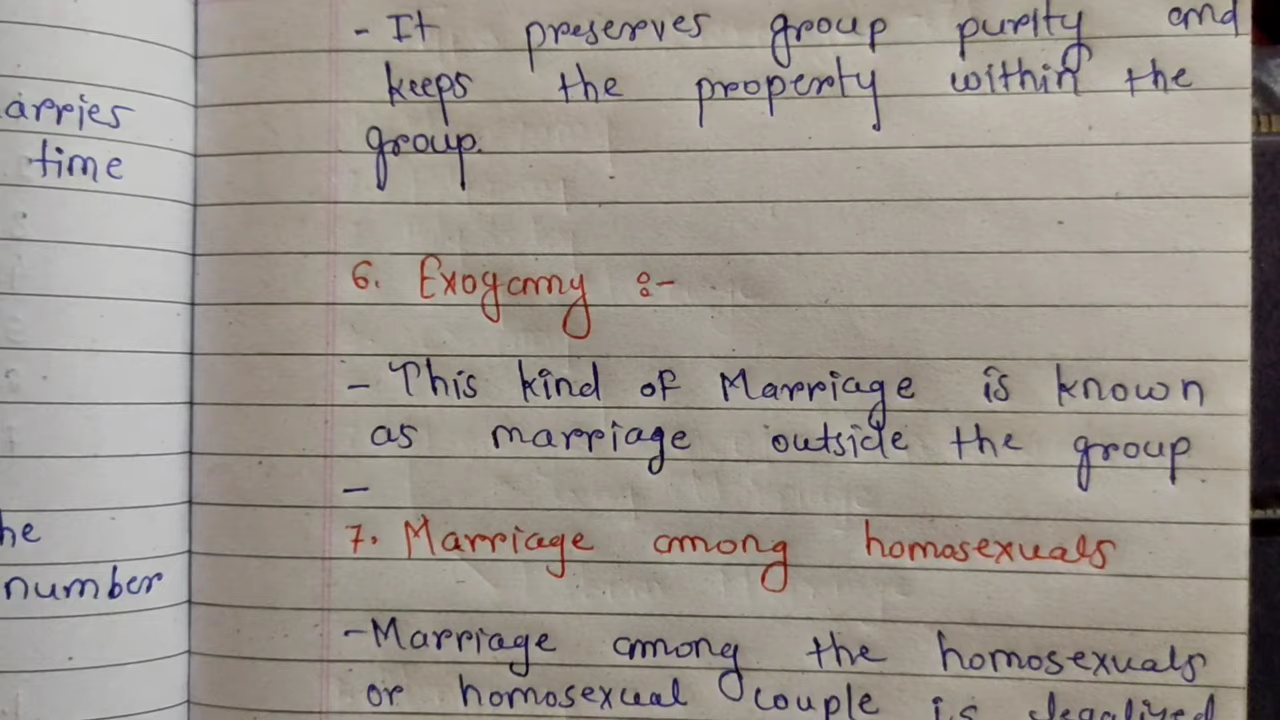 arries
time
he
number
- It preserves group purity and
keeps the property within the
group.
6. Exogamy :-
- This kind of Marriage is known
as marriage outside the group
-
7. Marriage among homosexuals
- Marriage among the homosexuals
or homosexual couple is legalized